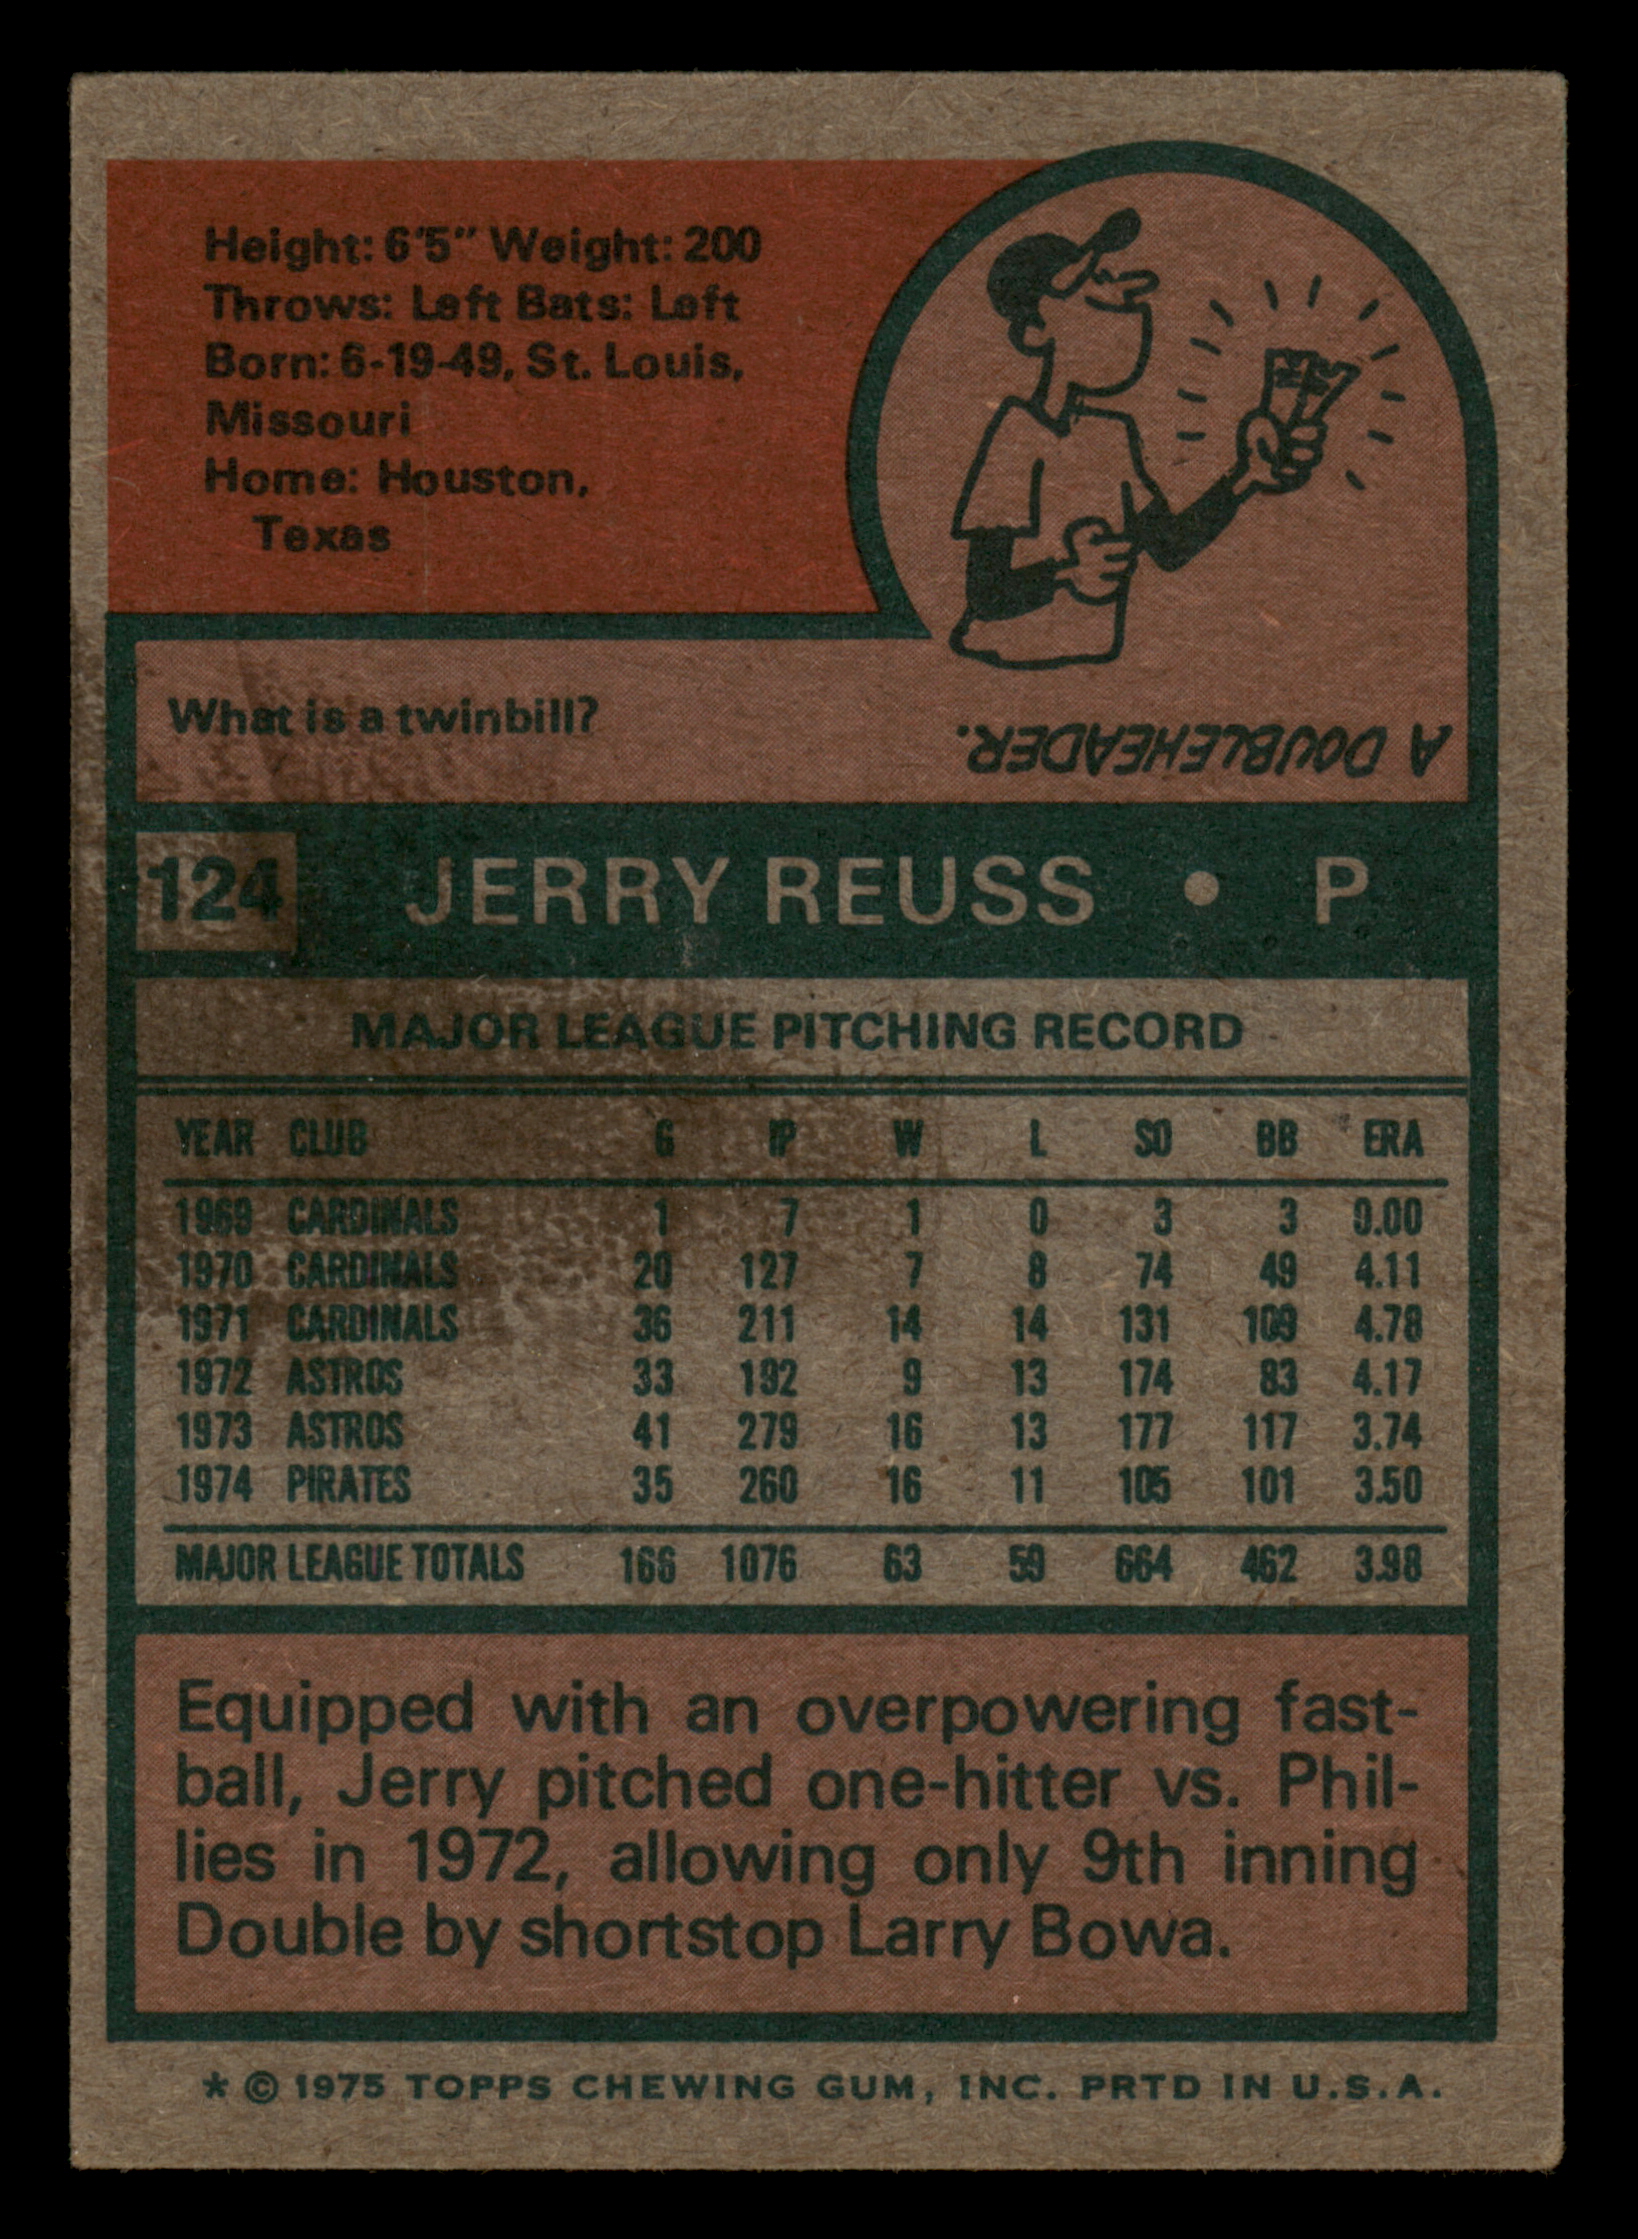 Height: 6'5" Weight: 200
Throws: Left Bats: Left
Born: 6-19-49, St. Louis,
Missouri
Home: Houston,
Texas
What is a twinbill?
A DOUBLEHEADER.
124 JERRY REUSS • P
MAJOR LEAGUE PITCHING RECORD
YEAR CLUB G IP W L SO BB ERA
1969 CARDINALS 1 7 1 0 3 3 0.00
1970 CARDINALS 20 127 7 8 74 49 4.11
1971 CARDINALS 36 211 14 14 131 109 4.78
1972 ASTROS 33 192 9 13 174 83 4.17
1973 ASTROS 41 279 16 13 177 117 3.74
1974 PIRATES 35 260 16 11 105 101 3.50
MAJOR LEAGUE TOTALS 166 1076 63 59 664 462 3.98
Equipped with an overpowering fast-
ball, Jerry pitched one-hitter vs. Phil-
lies in 1972, allowing only 9th inning
Double by shortstop Larry Bowa.
* © 1975 TOPPS CHEWING GUM, INC. PRTD IN U.S.A.